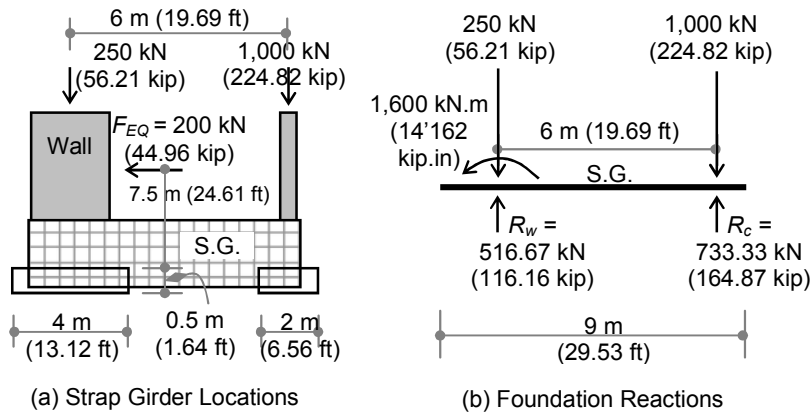 6 m (19.69 ft)
250 kN
(56.21 kip)
1,000 kN
(224.82 kip)
Wall
F_EQ = 200 kN
(44.96 kip)
7.5 m (24.61 ft)
S.G.
4 m
(13.12 ft)
0.5 m
(1.64 ft)
2 m
(6.56 ft)
(a) Strap Girder Locations
250 kN
(56.21 kip)
1,000 kN
(224.82 kip)
1,600 kN.m
(14’162
kip.in)
6 m (19.69 ft)
S.G.
R_w =
516.67 kN
(116.16 kip)
R_c =
733.33 kN
(164.87 kip)
9 m
(29.53 ft)
(b) Foundation Reactions